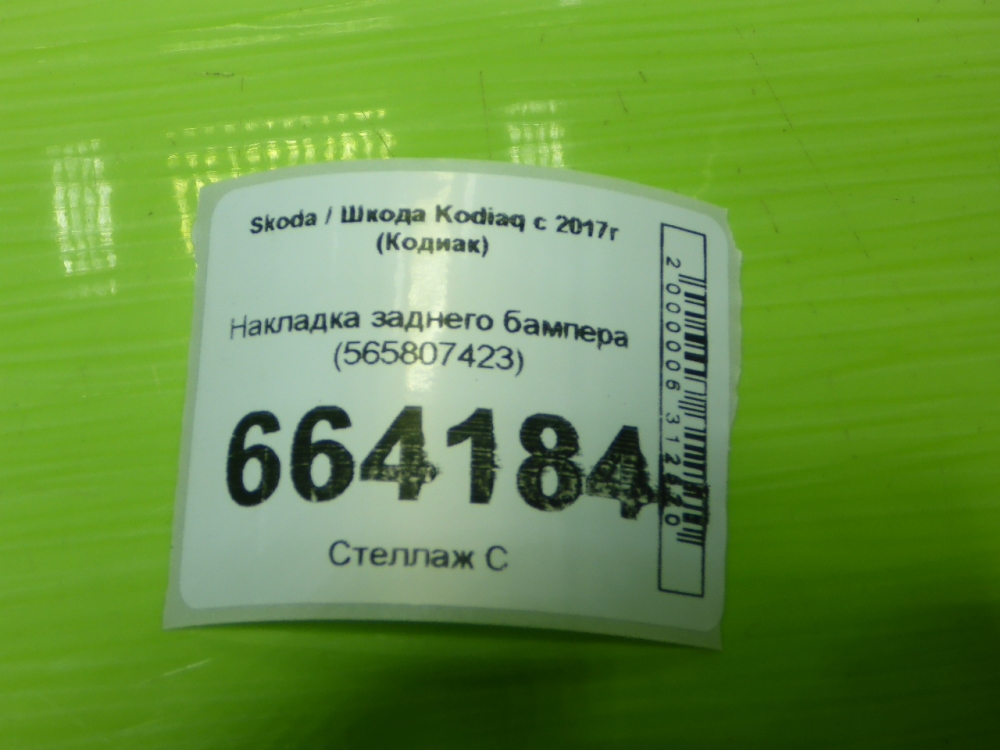 Skoda / Шкода Kodiaq с 2017г
(Кодиак)
Накладка заднего бампера
(565807423)
664184
Стеллаж С